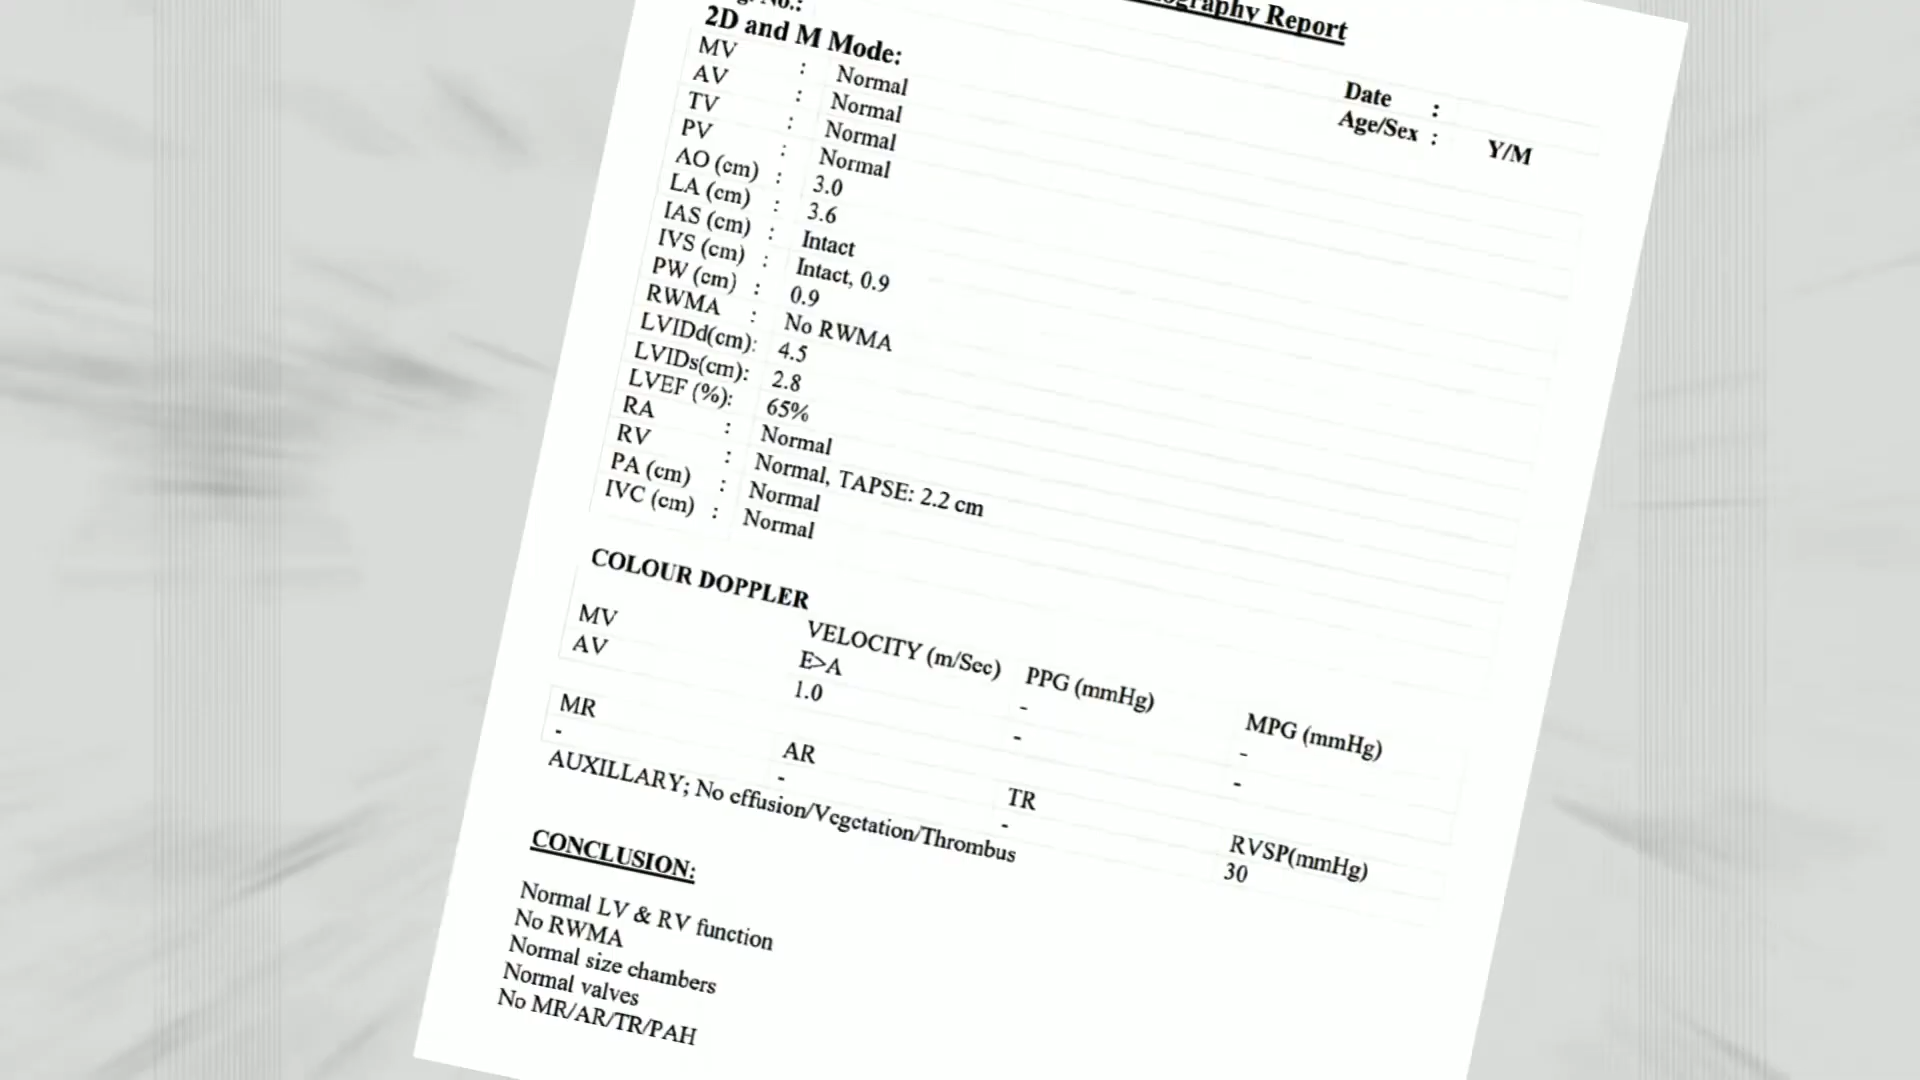 Report
No.:
Date :
Age/Sex : Y/M
2D and M Mode:
MV : Normal
AV : Normal
TV : Normal
PV : Normal
AO (cm) : 3.0
LA (cm) : 3.6
IAS (cm) : Intact
IVS (cm) : Intact, 0.9
PW (cm) : 0.9
RWMA : No RWMA
LVIDd(cm): 4.5
LVIDs(cm): 2.8
LVEF (%): 65%
RA : Normal
RV : Normal, TAPSE: 2.2 cm
PA (cm) : Normal
IVC (cm) : Normal
COLOUR DOPPLER
VELOCITY (m/Sec) PPG (mmHg) MPG (mmHg)
MV E>A - -
AV 1.0 - -
MR AR TR RVSP(mmHg)
- - - 30
AUXILLARY; No effusion/Vegetation/Thrombus
CONCLUSION:
Normal LV & RV function
No RWMA
Normal size chambers
Normal valves
No MR/AR/TR/PAH